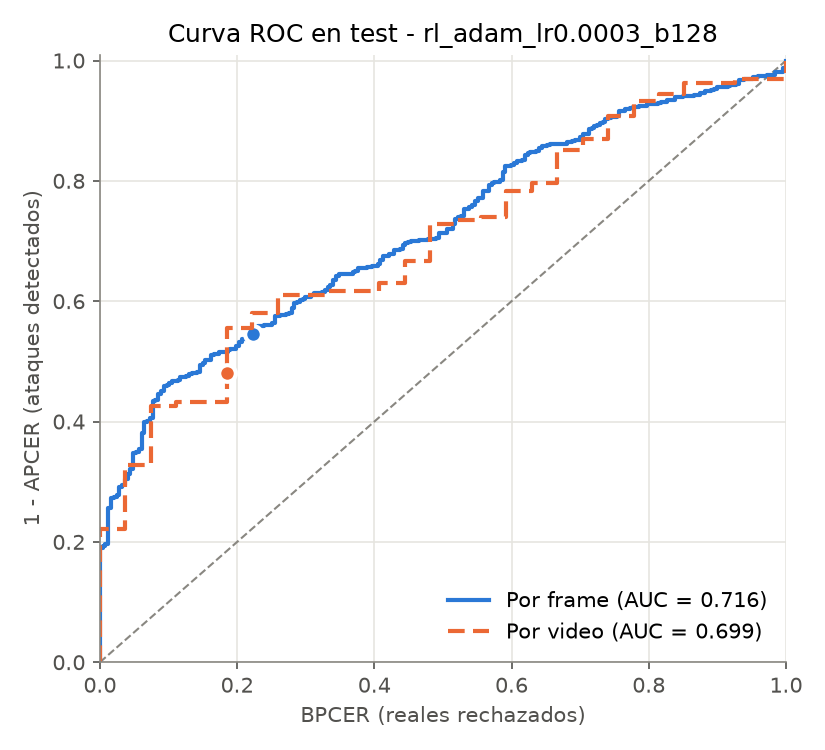 Curva ROC en test - rl_adam_lr0.0003_b128
1 - APCER (ataques detectados)
1.0
0.8
0.6
0.4
0.2
0.0
0.0 0.2 0.4 0.6 0.8 1.0
BPCER (reales rechazados)
Por frame (AUC = 0.716)
Por video (AUC = 0.699)